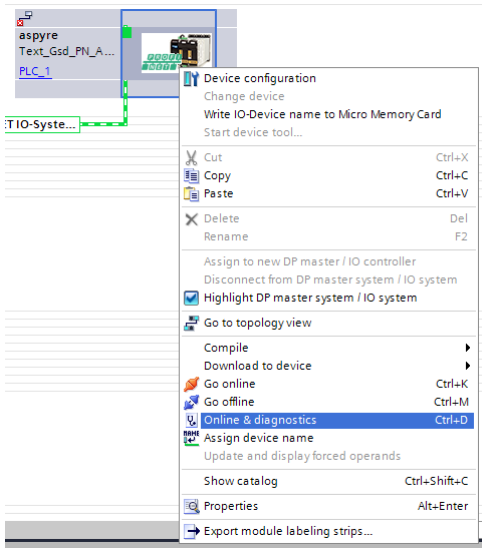 aspyre
Text_Gsd_PN_A...
PLC_1
ET IO-Syste...
Device configuration
Change device
Write IO-Device name to Micro Memory Card
Start device tool...
Cut Ctrl+X
Copy Ctrl+C
Paste Ctrl+V
Delete Del
Rename F2
Assign to new DP master / IO controller
Disconnect from DP master system / IO system
Highlight DP master system / IO system
Go to topology view
Compile
Download to device
Go online Ctrl+K
Go offline Ctrl+M
Online & diagnostics Ctrl+D
Assign device name
Update and display forced operands
Show catalog Ctrl+Shift+C
Properties Alt+Enter
Export module labeling strips...